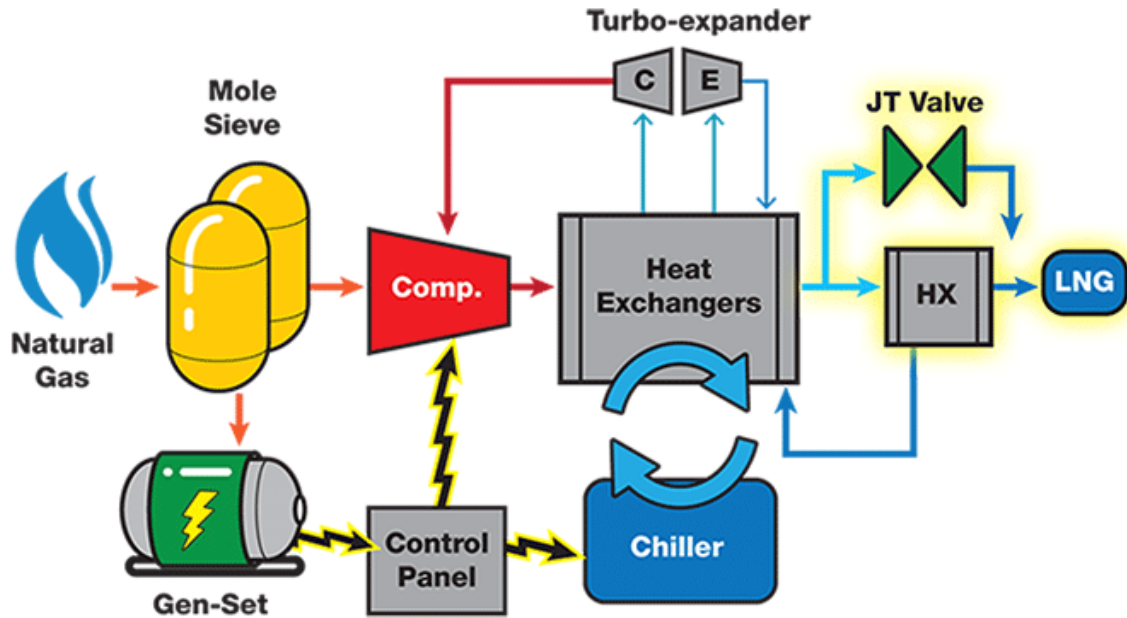 Turbo-expander
C
E
JT Valve
Mole
Sieve
Natural
Gas
Comp.
Heat
Exchangers
HX
LNG
Gen-Set
Control
Panel
Chiller